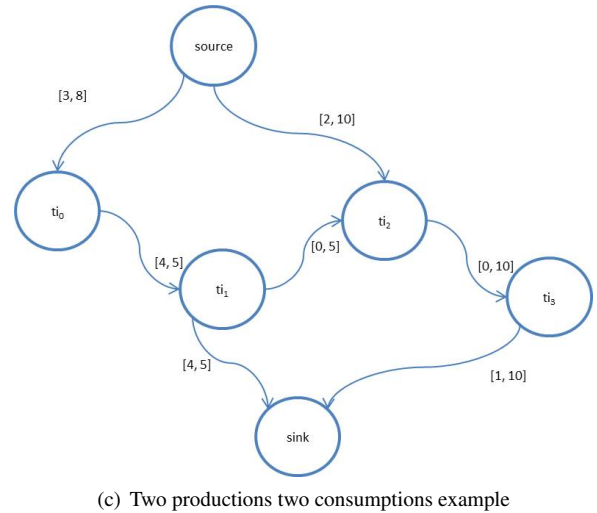 source
[3, 8]
[2, 10]
ti0
ti2
[4, 5]
[0, 5]
[0, 10]
ti1
ti3
[4, 5]
[1, 10]
sink
(c) Two productions two consumptions example